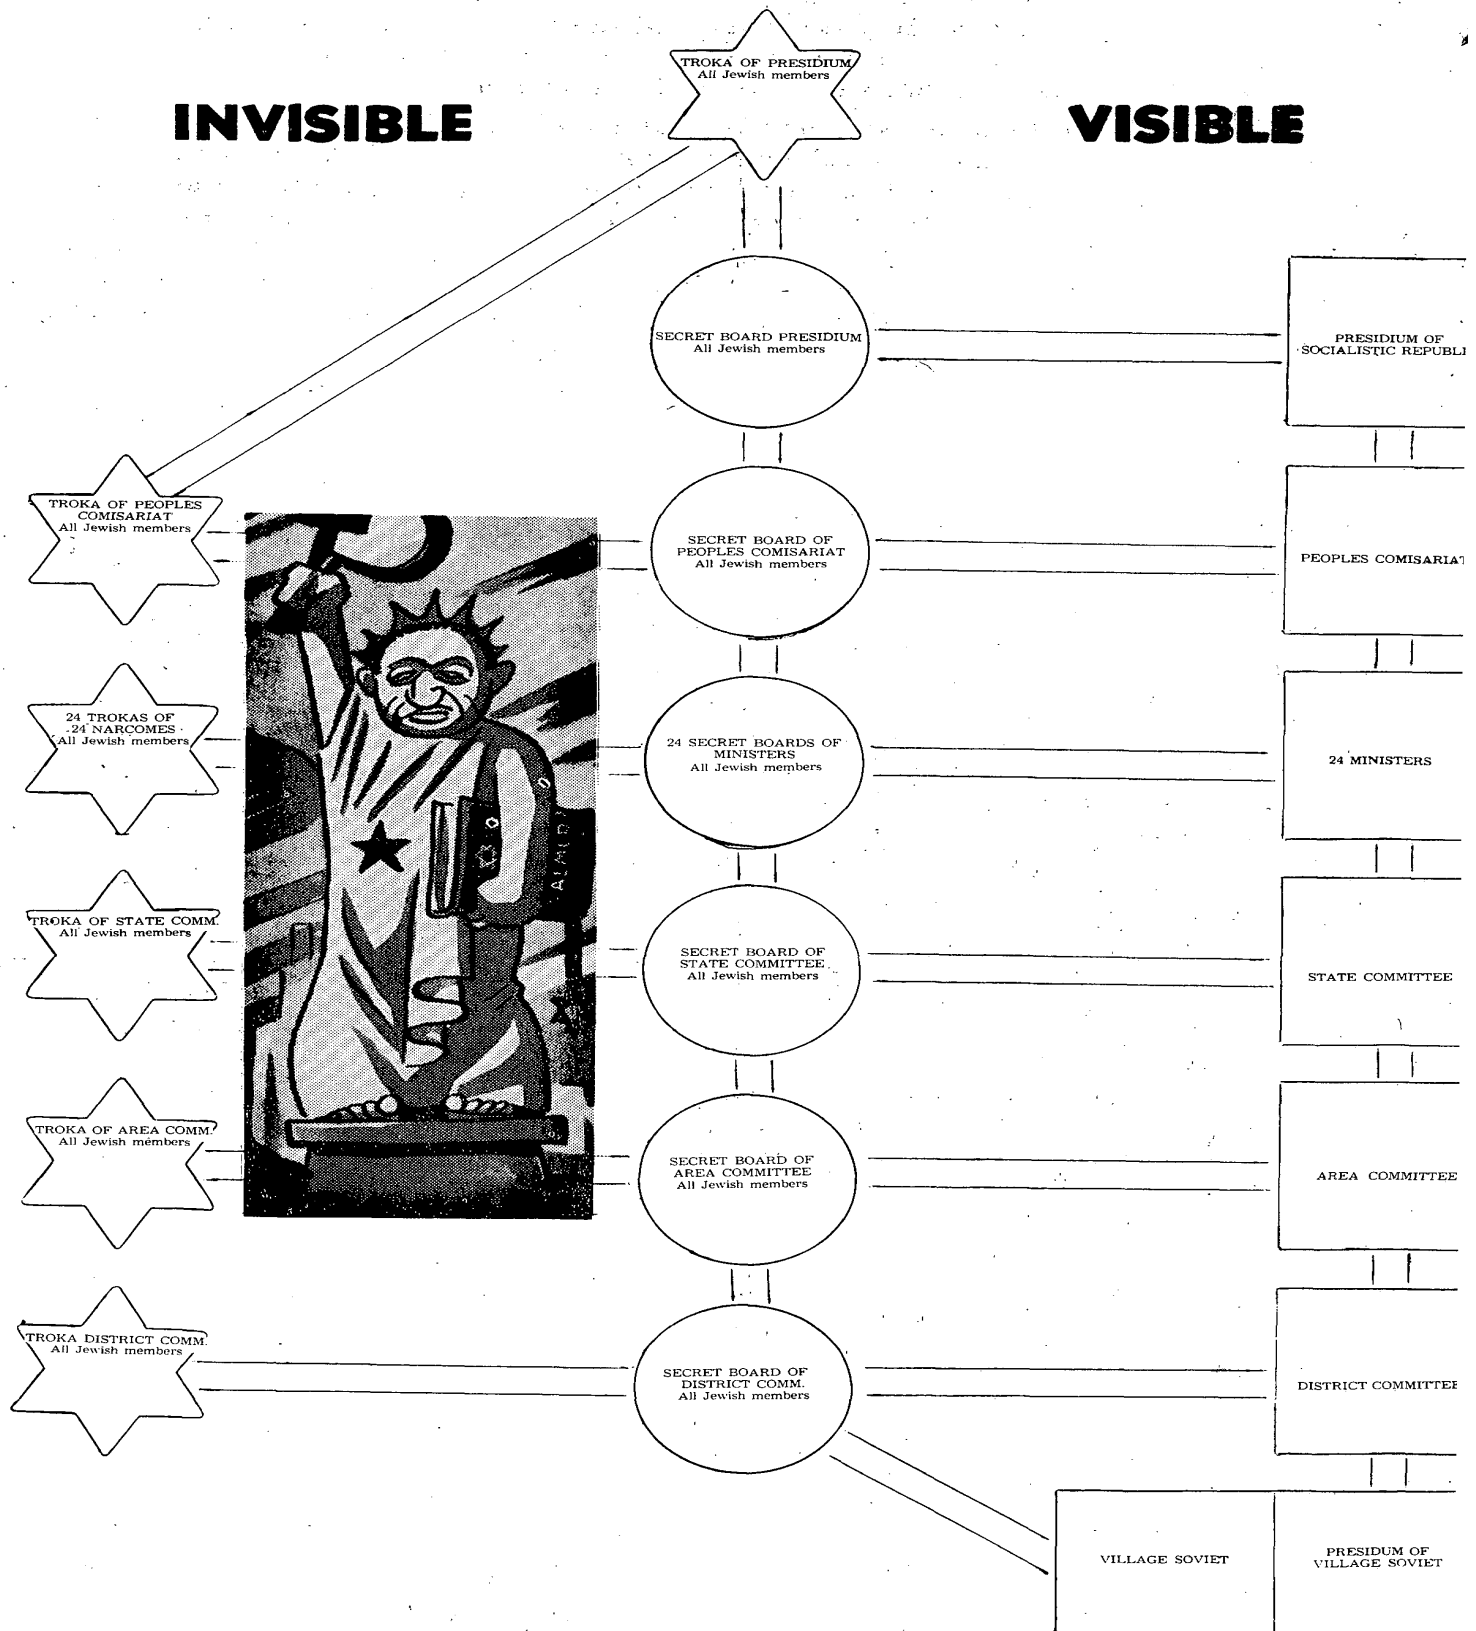 TROKA OF PRESIDIUM
All Jewish members
INVISIBLE
VISIBLE
SECRET BOARD PRESIDIUM
All Jewish members
PRESIDIUM OF
SOCIALISTIC REPUBLI
TROKA OF PEOPLES
COMISARIAT
All Jewish members
SECRET BOARD OF
PEOPLES COMISARIAT
All Jewish members
PEOPLES COMISARIAT
24 TROKAS OF
24 NARCOMES
All Jewish members
24 SECRET BOARDS OF
MINISTERS
All Jewish members
24 MINISTERS
ALMUD
TROKA OF STATE COMM.
All Jewish members
SECRET BOARD OF
STATE COMMITTEE
All Jewish members
STATE COMMITTEE
TROKA OF AREA COMM.
All Jewish members
SECRET BOARD OF
AREA COMMITTEE
All Jewish members
AREA COMMITTEE
TROKA DISTRICT COMM.
All Jewish members
SECRET BOARD OF
DISTRICT COMM.
All Jewish members
DISTRICT COMMITTEE
VILLAGE SOVIET
PRESIDUM OF
VILLAGE SOVIET